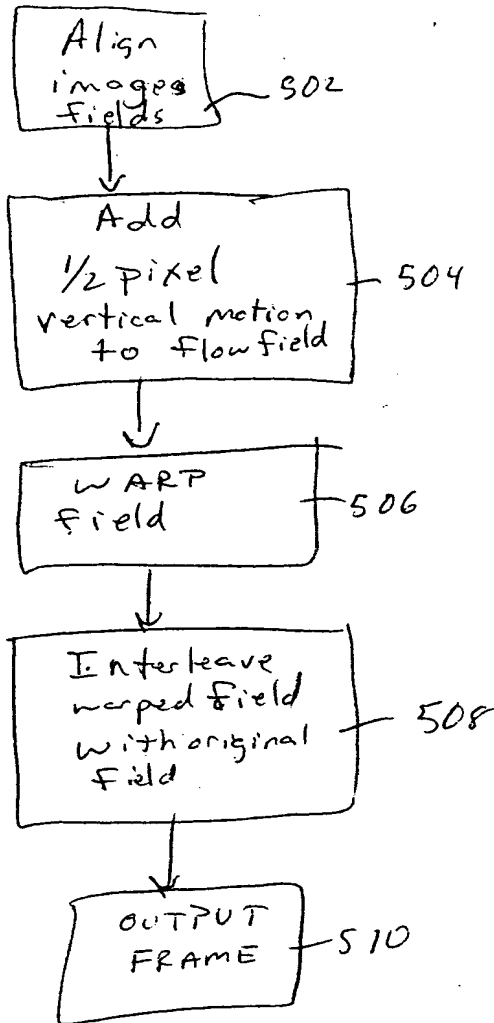 Align
images
fields
502
Add
1/2 pixel
vertical motion
to flowfield
504
WARP
field
506
Interleave
warped field
with original
field
508
OUTPUT
FRAME
510